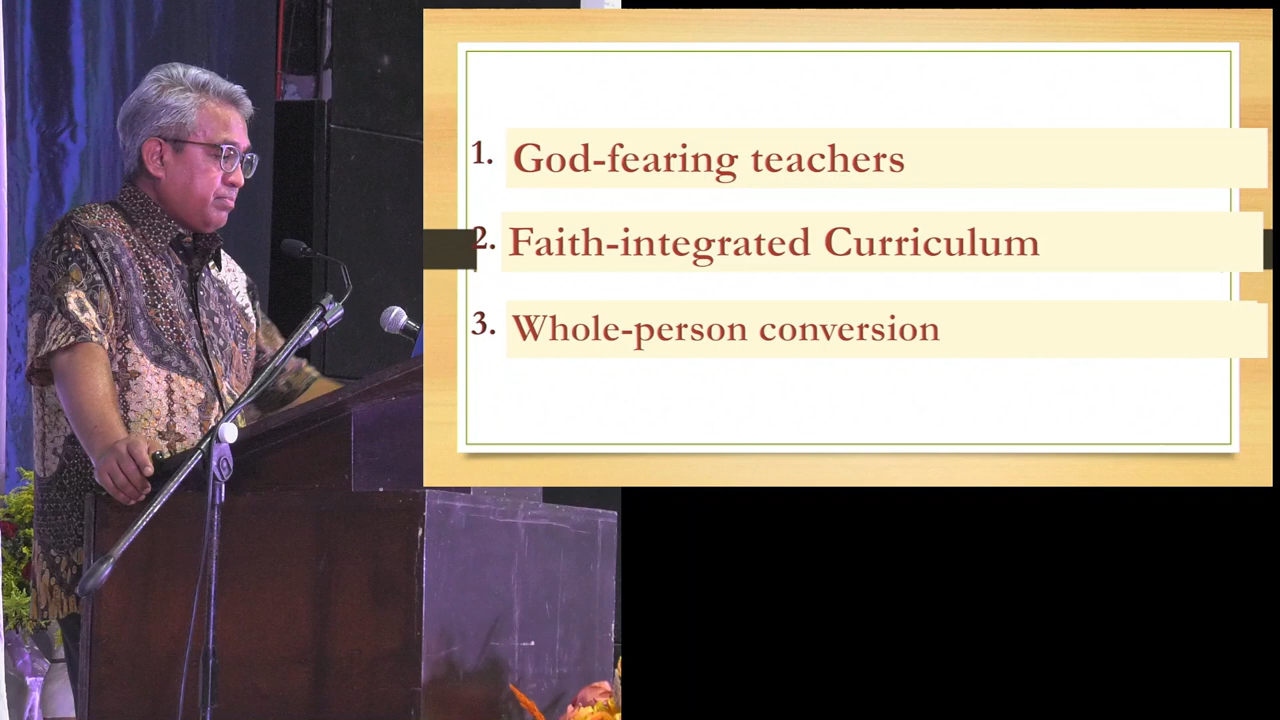 1. God-fearing teachers
2. Faith-integrated Curriculum
3. Whole-person conversion